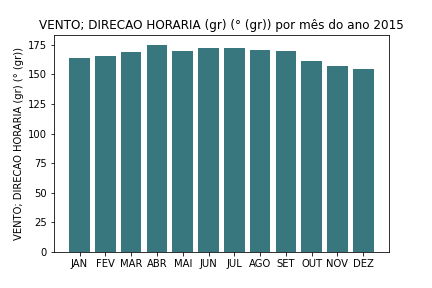 VENTO; DIRECAO HORARIA (gr) (° (gr)) por mês do ano 2015
VENTO; DIRECAO HORARIA (gr) (° (gr))
175
150
125
100
75
50
25
0
JAN FEV MAR ABR MAI JUN JUL AGO SET OUT NOV DEZ